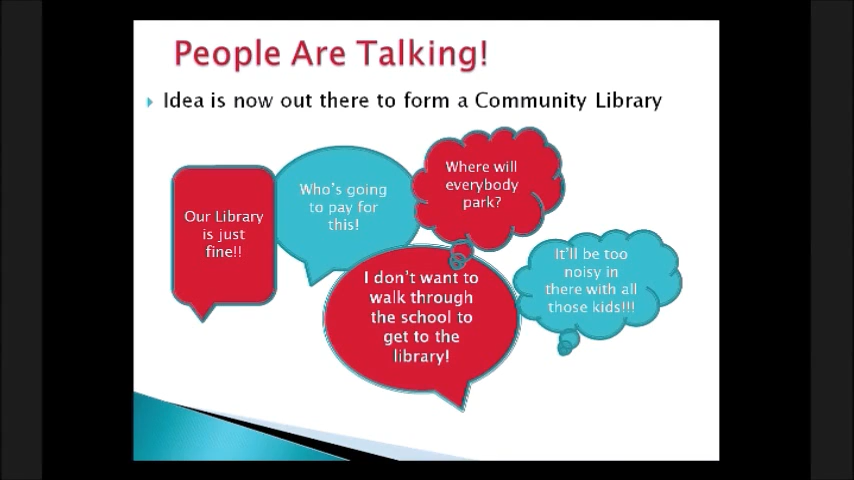 People Are Talking!
Idea is now out there to form a Community Library
Our Library
is just
fine!!
Who's going
to pay for
this!
Where will
everybody
park?
I don't want to
walk through
the school to
get to the
library!
It'll be too
noisy in
there with all
those kids!!!